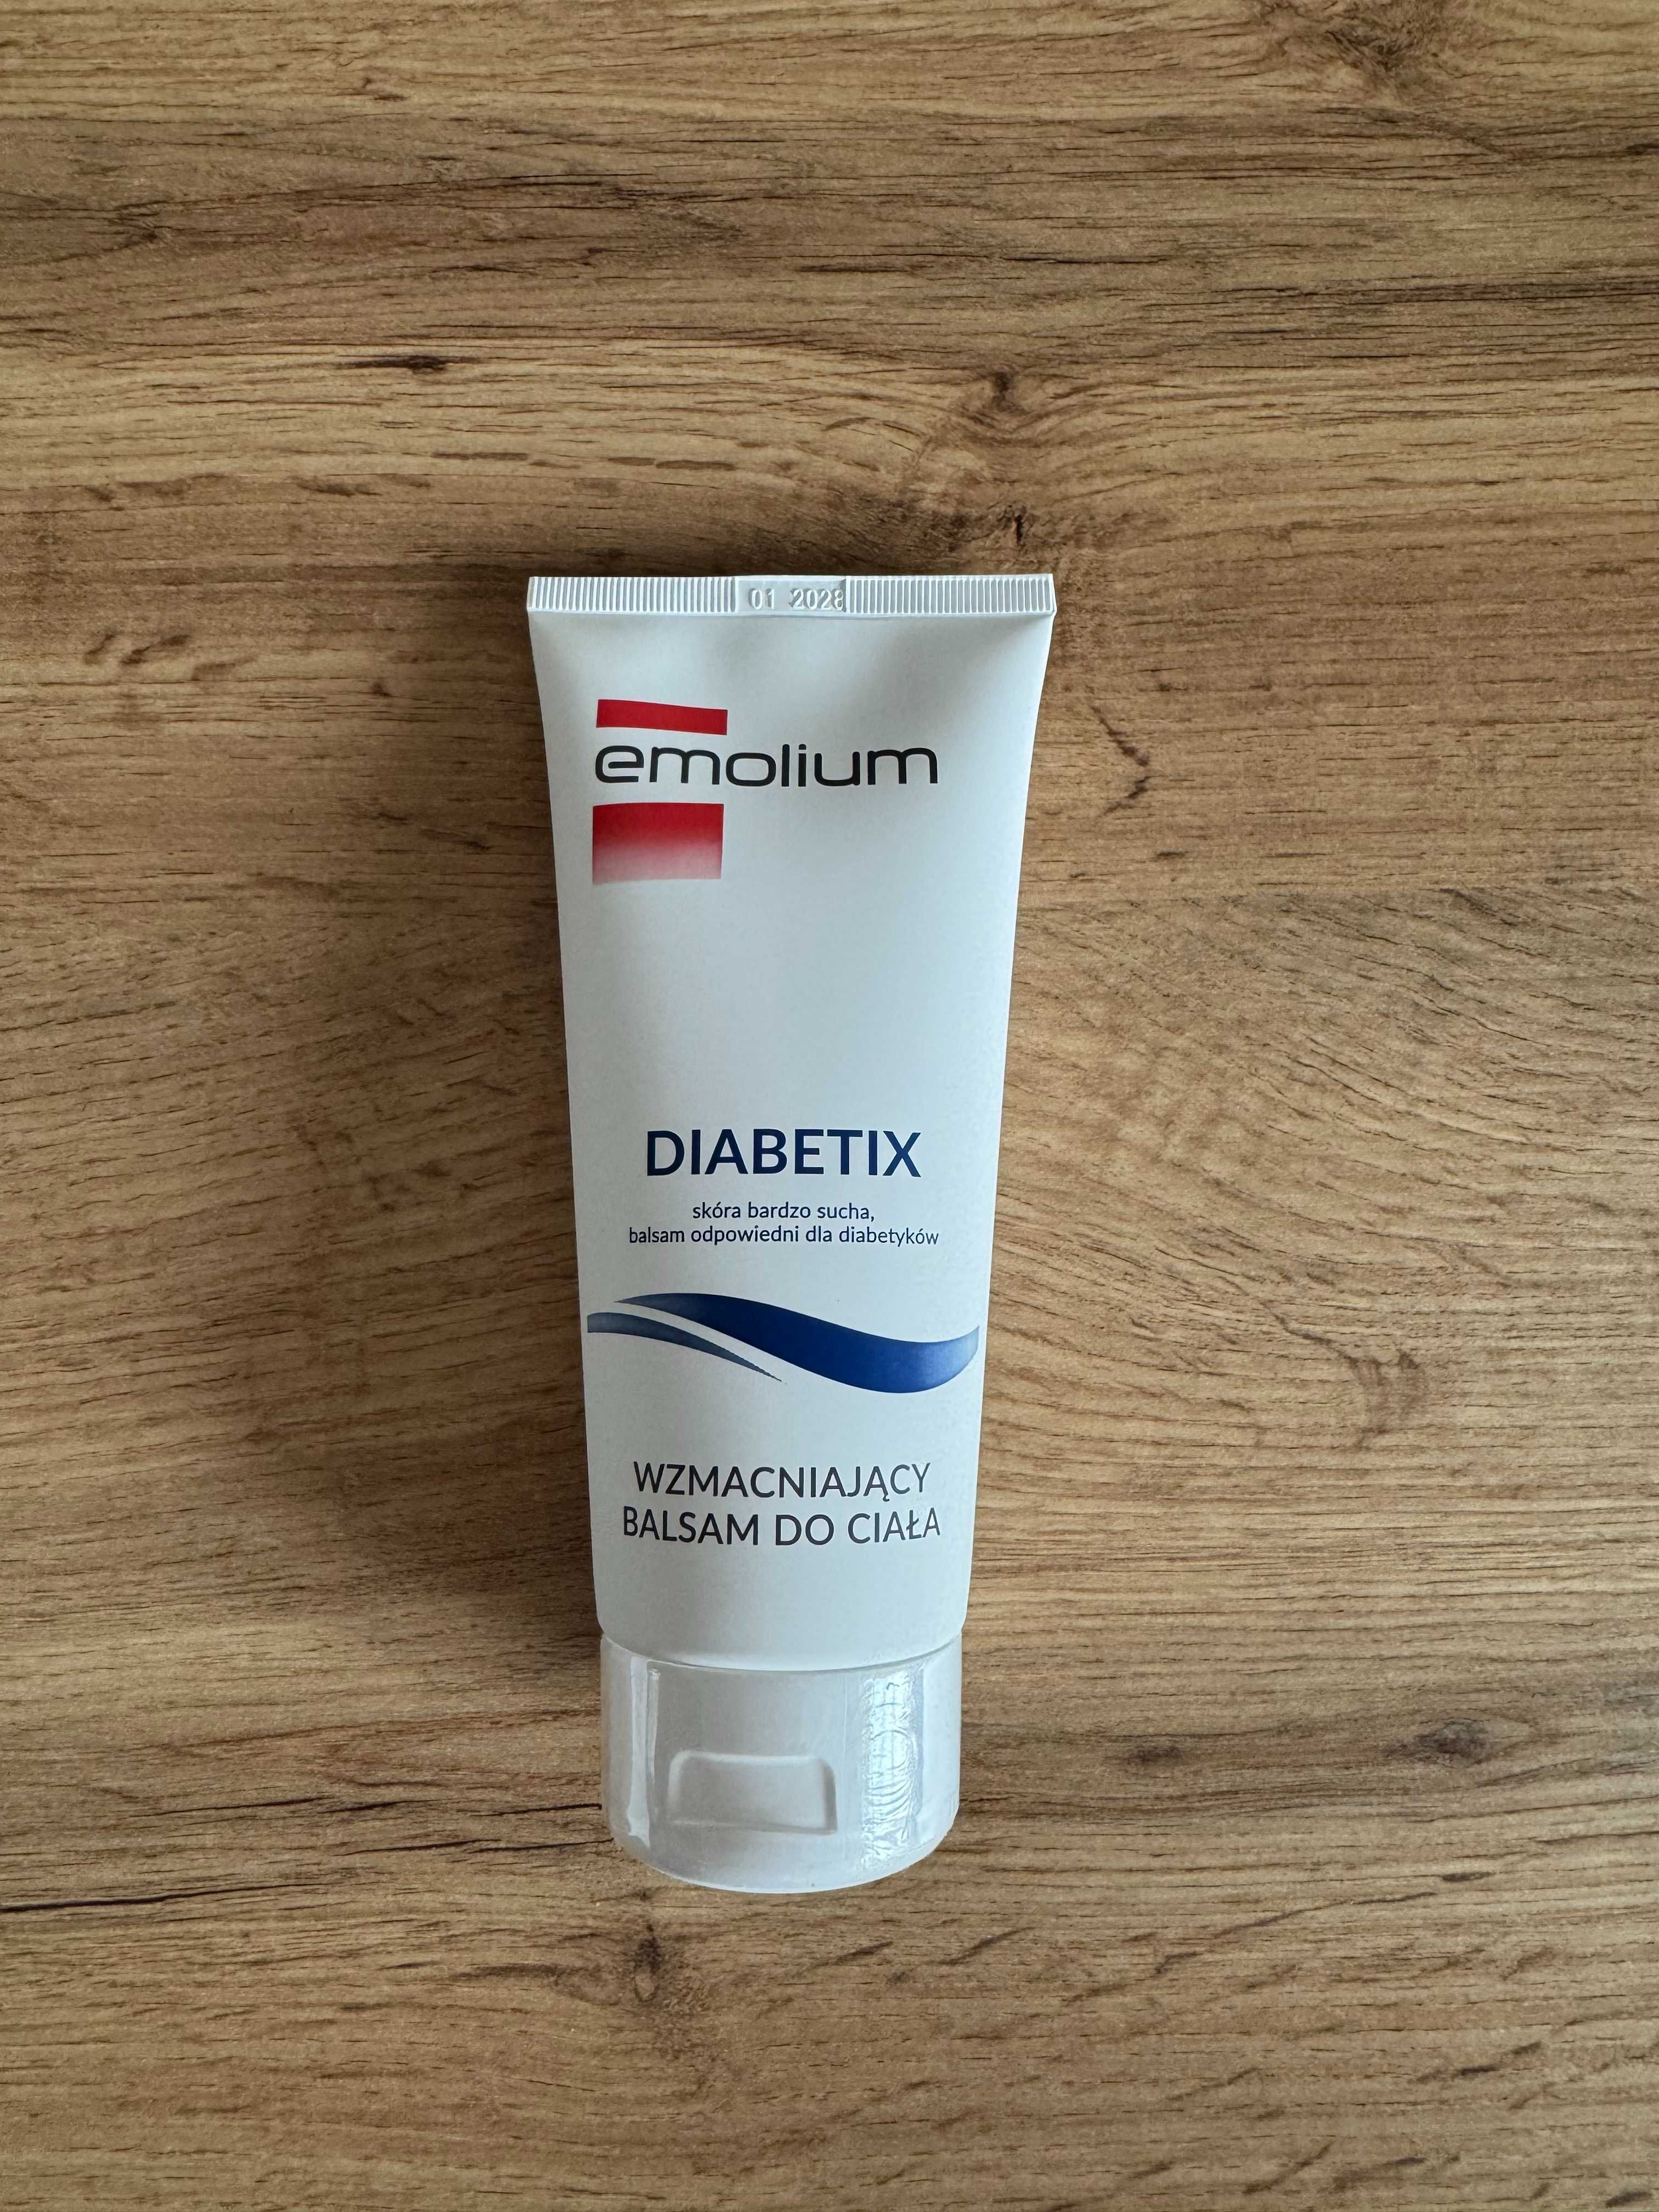 01 2028
emolium
DIABETIX
skóra bardzo sucha,
balsam odpowiedni dla diabetyków
WZMACNIAJĄCY
BALSAM DO CIAŁA